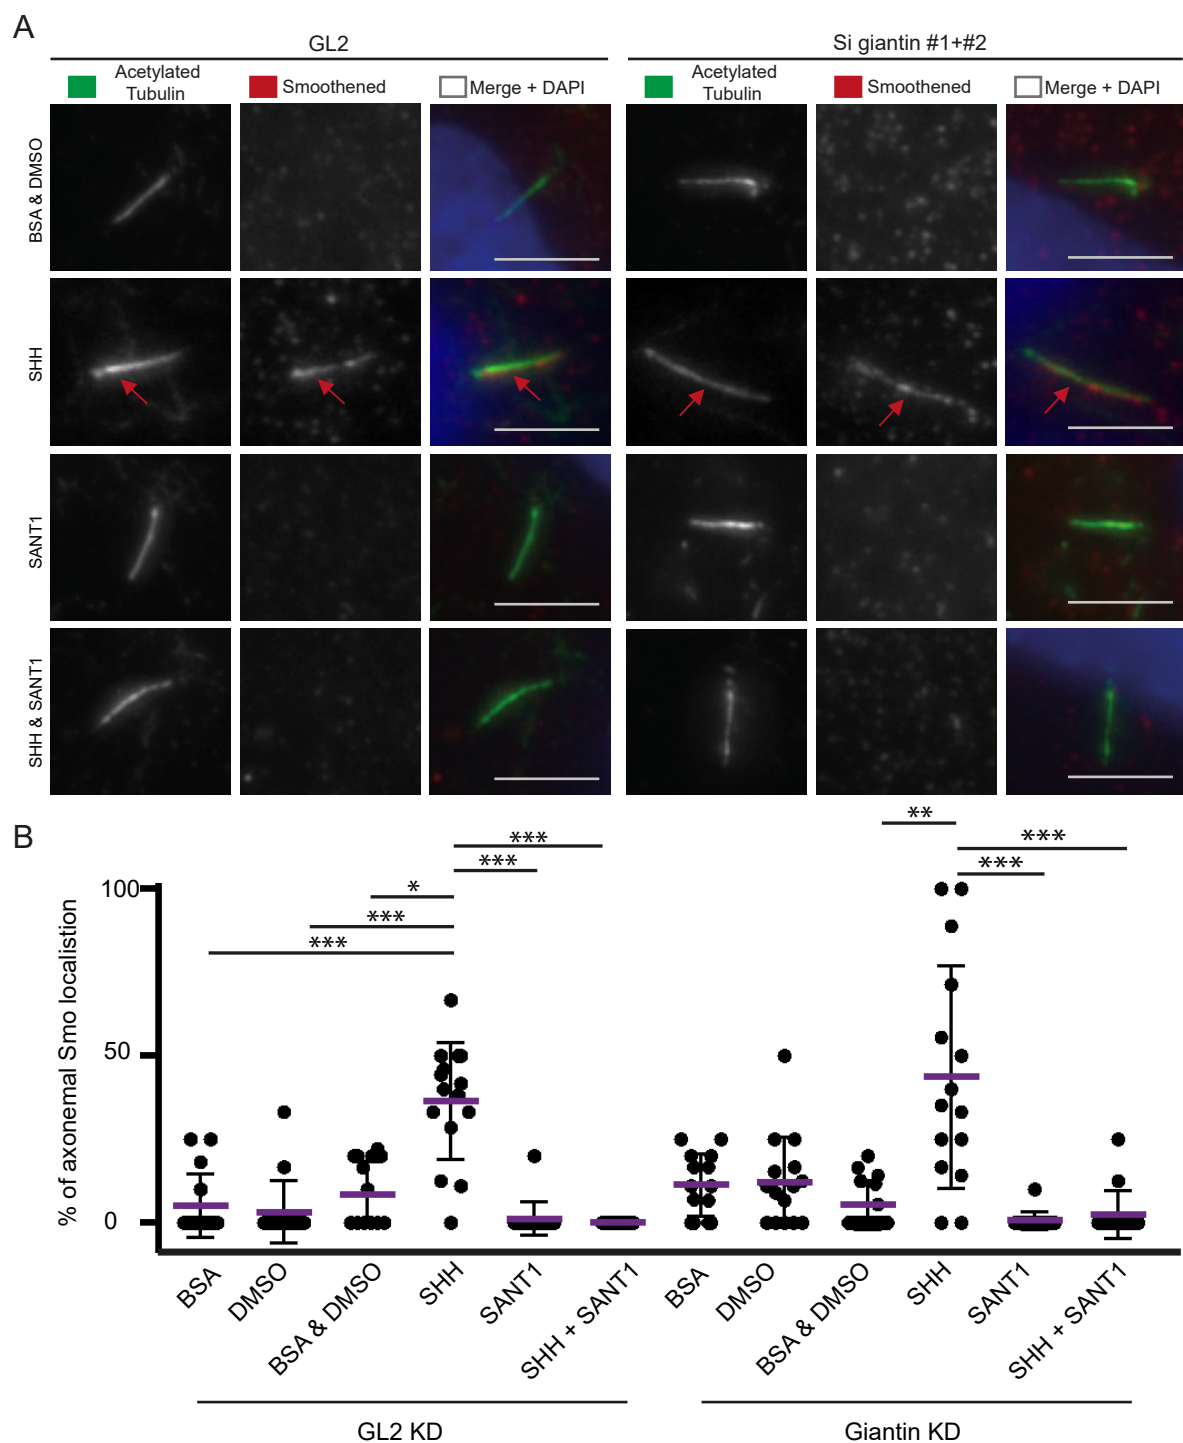 A
GL2
Si giantin #1+#2
Acetylated
Tubulin
Smoothened
Merge + DAPI
Acetylated
Tubulin
Smoothened
Merge + DAPI
BSA & DMSO
SHH
SANT1
SHH & SANT1
B
% of axonemal Smo localistion
100
50
0
***
***
*
***
***
**
***
***
BSA
DMSO
BSA & DMSO
SHH
SANT1
SHH + SANT1
BSA
DMSO
BSA & DMSO
SHH
SANT1
SHH + SANT1
GL2 KD
Giantin KD